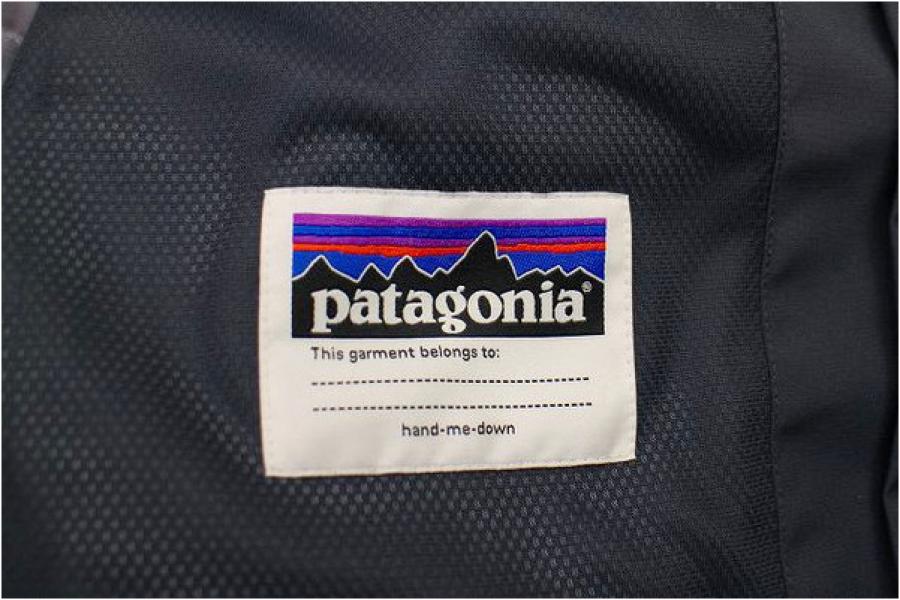 patagonia®
This garment belongs to:
hand-me-down